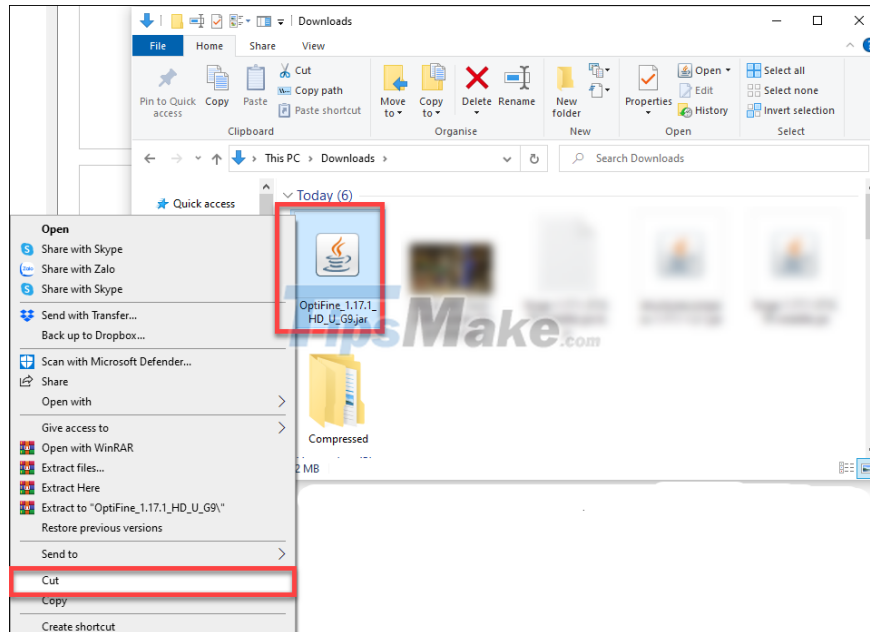 Downloads
File Home Share View
Pin to Quick access
Copy
Paste
Cut
Copy path
Paste shortcut
Move to
Copy to
Delete
Rename
New folder
Properties
Open
Edit
History
Select all
Select none
Invert selection
Clipboard Organise New Open Select
This PC > Downloads >
Search Downloads
Quick access
Today (6)
OptiFine_1.17.1_
HD_U_G9.jar
TipsMake.com
Compressed
2 MB
Open
Share with Skype
Zalo
Share with Zalo
Share with Skype
Send with Transfer...
Back up to Dropbox...
Scan with Microsoft Defender...
Share
Open with
Give access to
Open with WinRAR
Extract files...
Extract Here
Extract to "OptiFine_1.17.1_HD_U_G9\"
Restore previous versions
Send to
Cut
Copy
Create shortcut